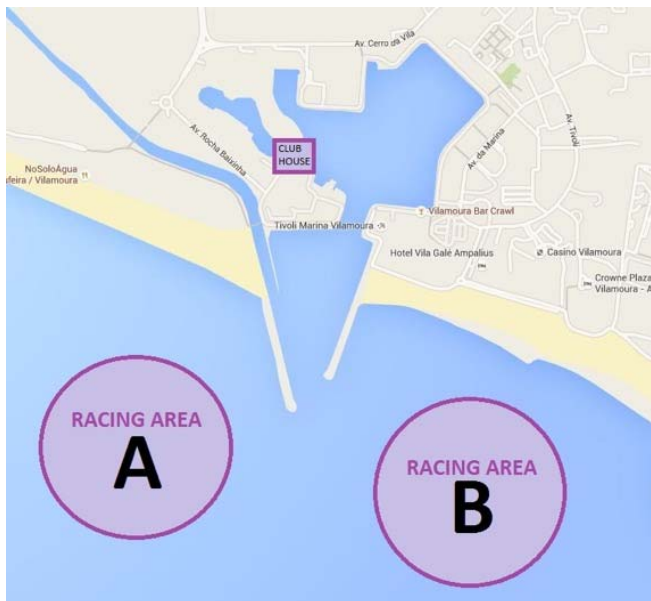 Av. Cerro da Vila
CLUB
HOUSE
Av. Rocha Baixinha
Av. da Marina
Av. Tivoli
NoSoloÁgua
afeira / Vilamoura
Vilamoura Bar Crawl
Tivoli Marina Vilamoura
Hotel Vila Galé Ampalius
Casino Vilamoura
Crowne Plaza
Vilamoura - A
RACING AREA
A
RACING AREA
B